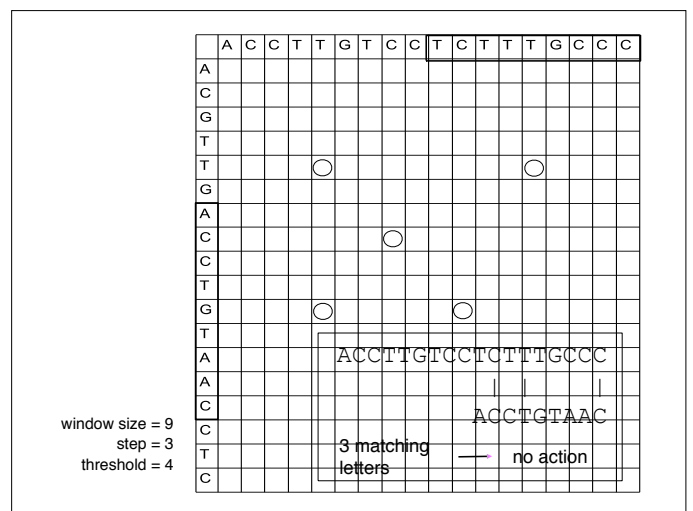 A C C T T G T C C T C T T T G C C C
A
C
G
T
T
G
A
C
C
T
G
T
A
A
C
C
T
C
ACCTTGTCCTCTTTGCCC
ACCTGTAAC
3 matching
letters
no action
window size = 9
step = 3
threshold = 4